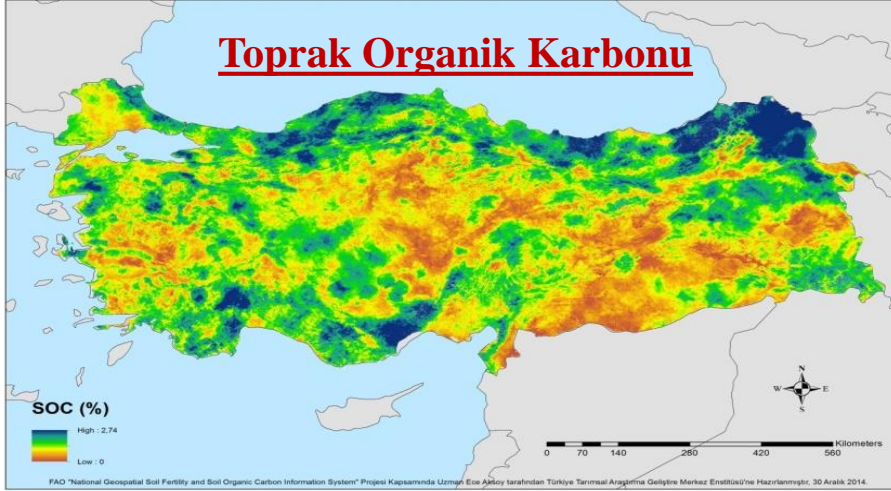 Toprak Organik Karbonu
N
W E
S
SOC (%)
High : 2,74
Low : 0
Kilometers
0 70 140 280 420 560
FAO "National Geospatial Soil Fertility and Soil Organic Carbon Information System" Projesi Kapsamında Uzman Ece Aksoy tarafından Türkiye Tarımsal Araştırma Geliştire Merkez Enstitüsü'ne Hazırlanmıştır, 30 Aralık 2014.